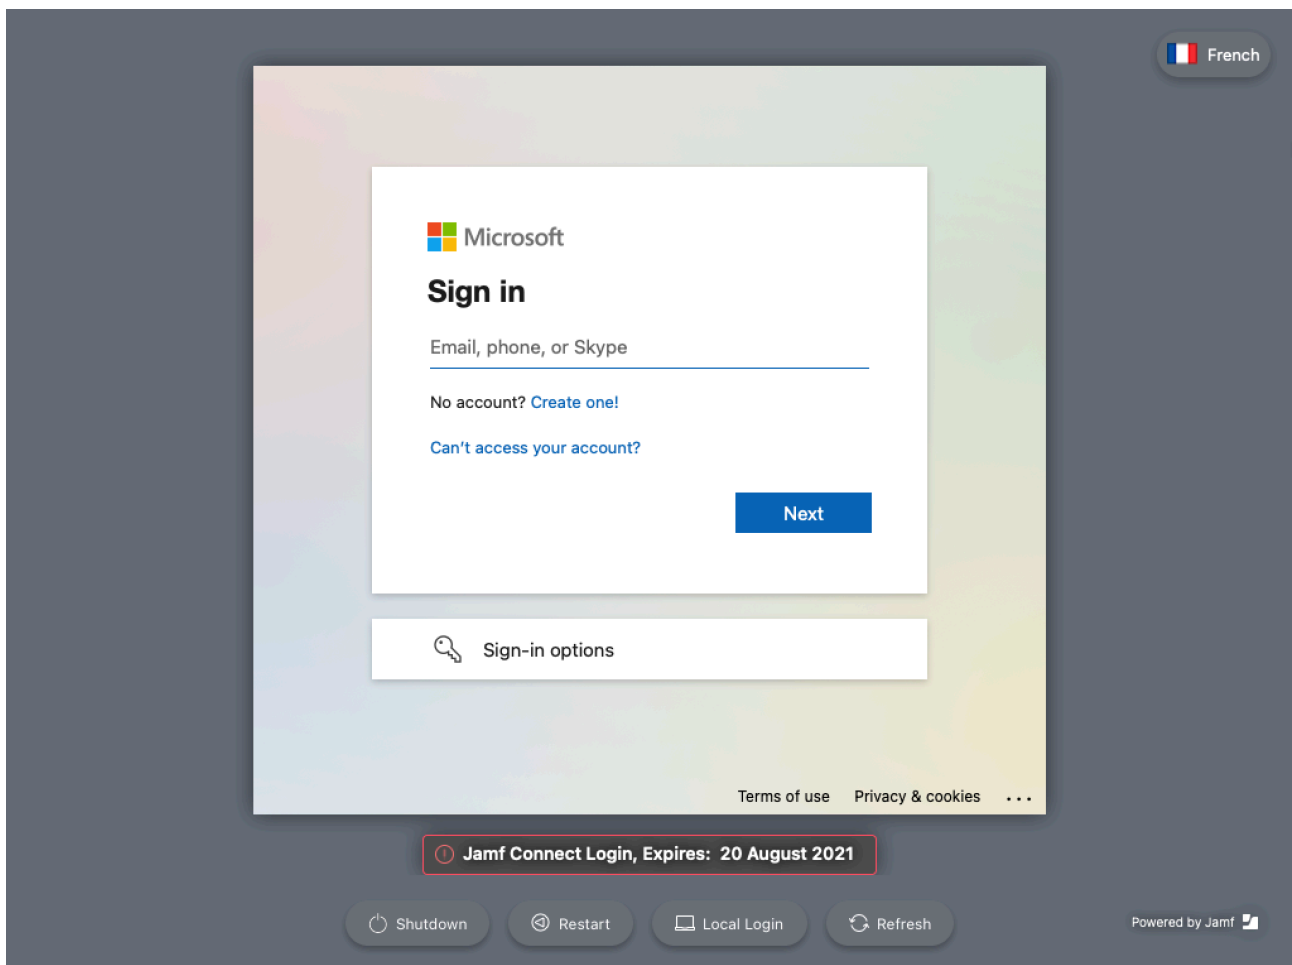 French
Microsoft
Sign in
Email, phone, or Skype
No account? Create one!
Can't access your account?
Next
Sign-in options
Terms of use Privacy & cookies ...
Jamf Connect Login, Expires: 20 August 2021
Shutdown Restart Local Login Refresh
Powered by Jamf